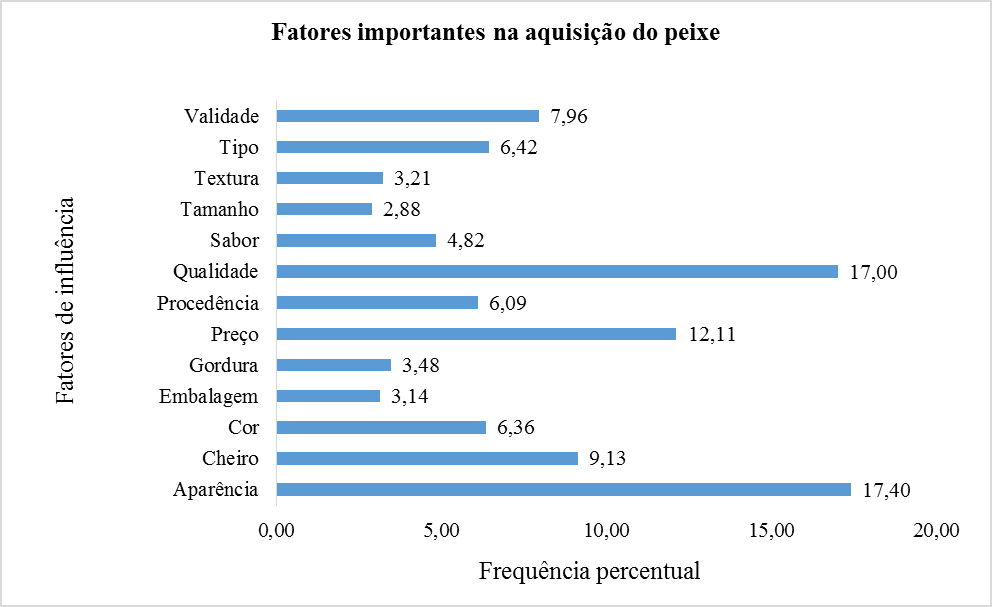 Fatores importantes na aquisição do peixe
Fatores de influência
Validade 7,96
Tipo 6,42
Textura 3,21
Tamanho 2,88
Sabor 4,82
Qualidade 17,00
Procedência 6,09
Preço 12,11
Gordura 3,48
Embalagem 3,14
Cor 6,36
Cheiro 9,13
Aparência 17,40
0,00 5,00 10,00 15,00 20,00
Frequência percentual